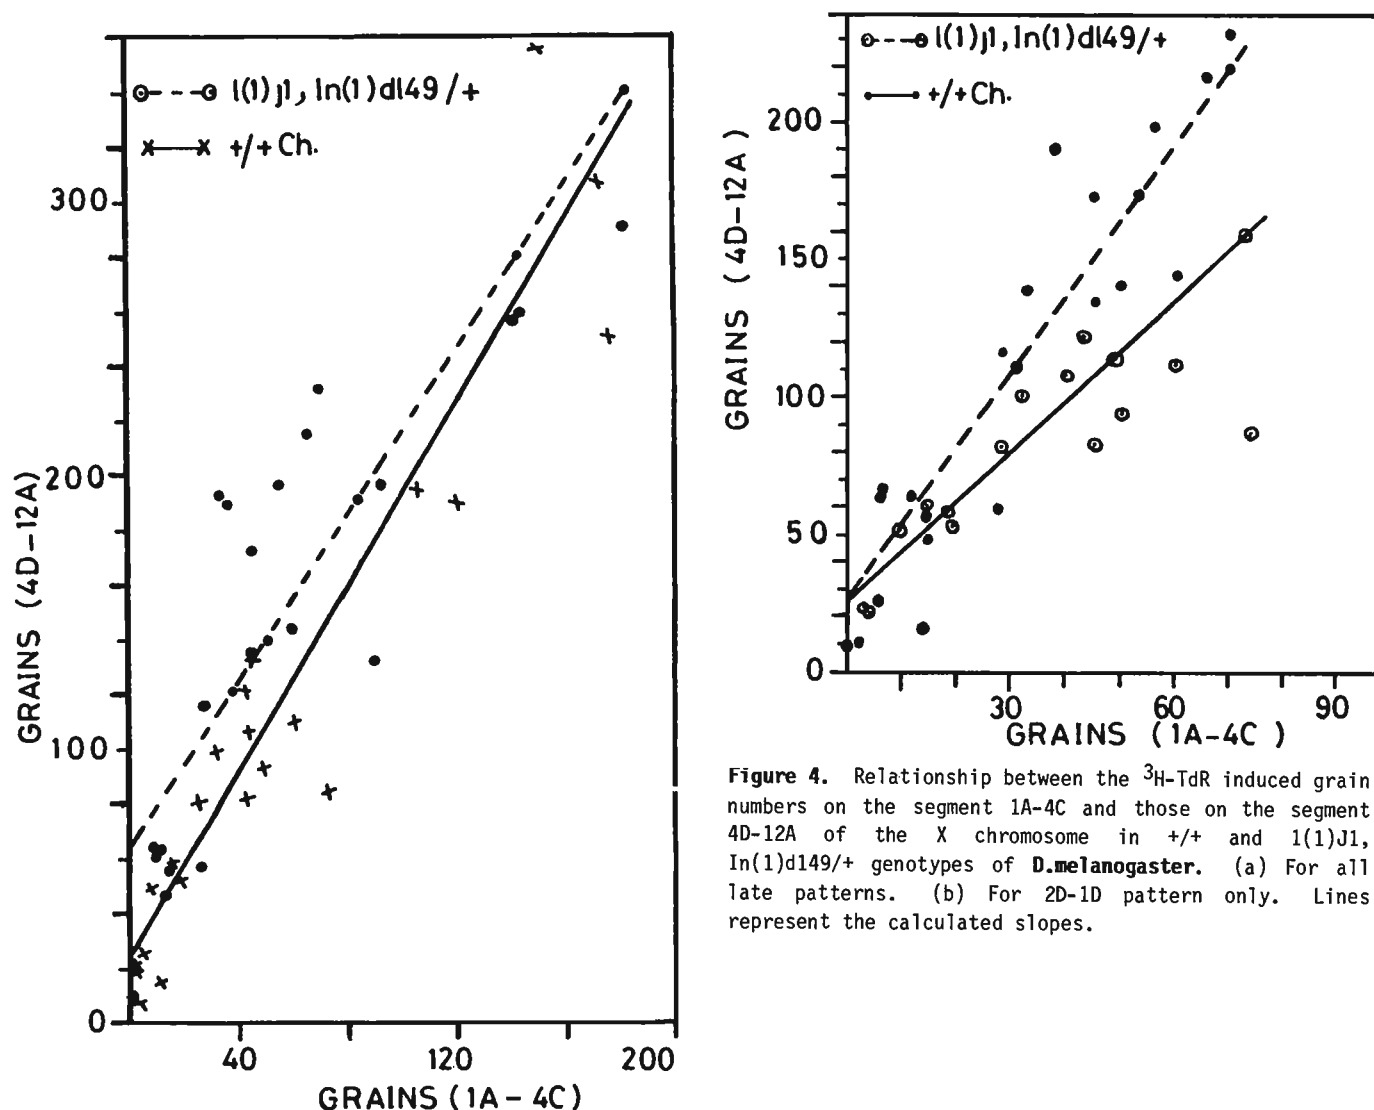 l(1)j1, In(1)dl49/+
+/+Ch.
300
200
100
0
GRAINS (4D-12A)
40
120
200
GRAINS (1A-4C)
l(1)j1, In(1)dl49/+
+/+Ch.
200
150
100
50
0
GRAINS (4D-12A)
30
60
90
GRAINS (1A-4C)
Figure 4. Relationship between the ³H-TdR induced grain
numbers on the segment 1A-4C and those on the segment
4D-12A of the X chromosome in +/+ and 1(1)J1,
In(1)d149/+ genotypes of D.melanogaster. (a) For all
late patterns. (b) For 2D-1D pattern only. Lines
represent the calculated slopes.